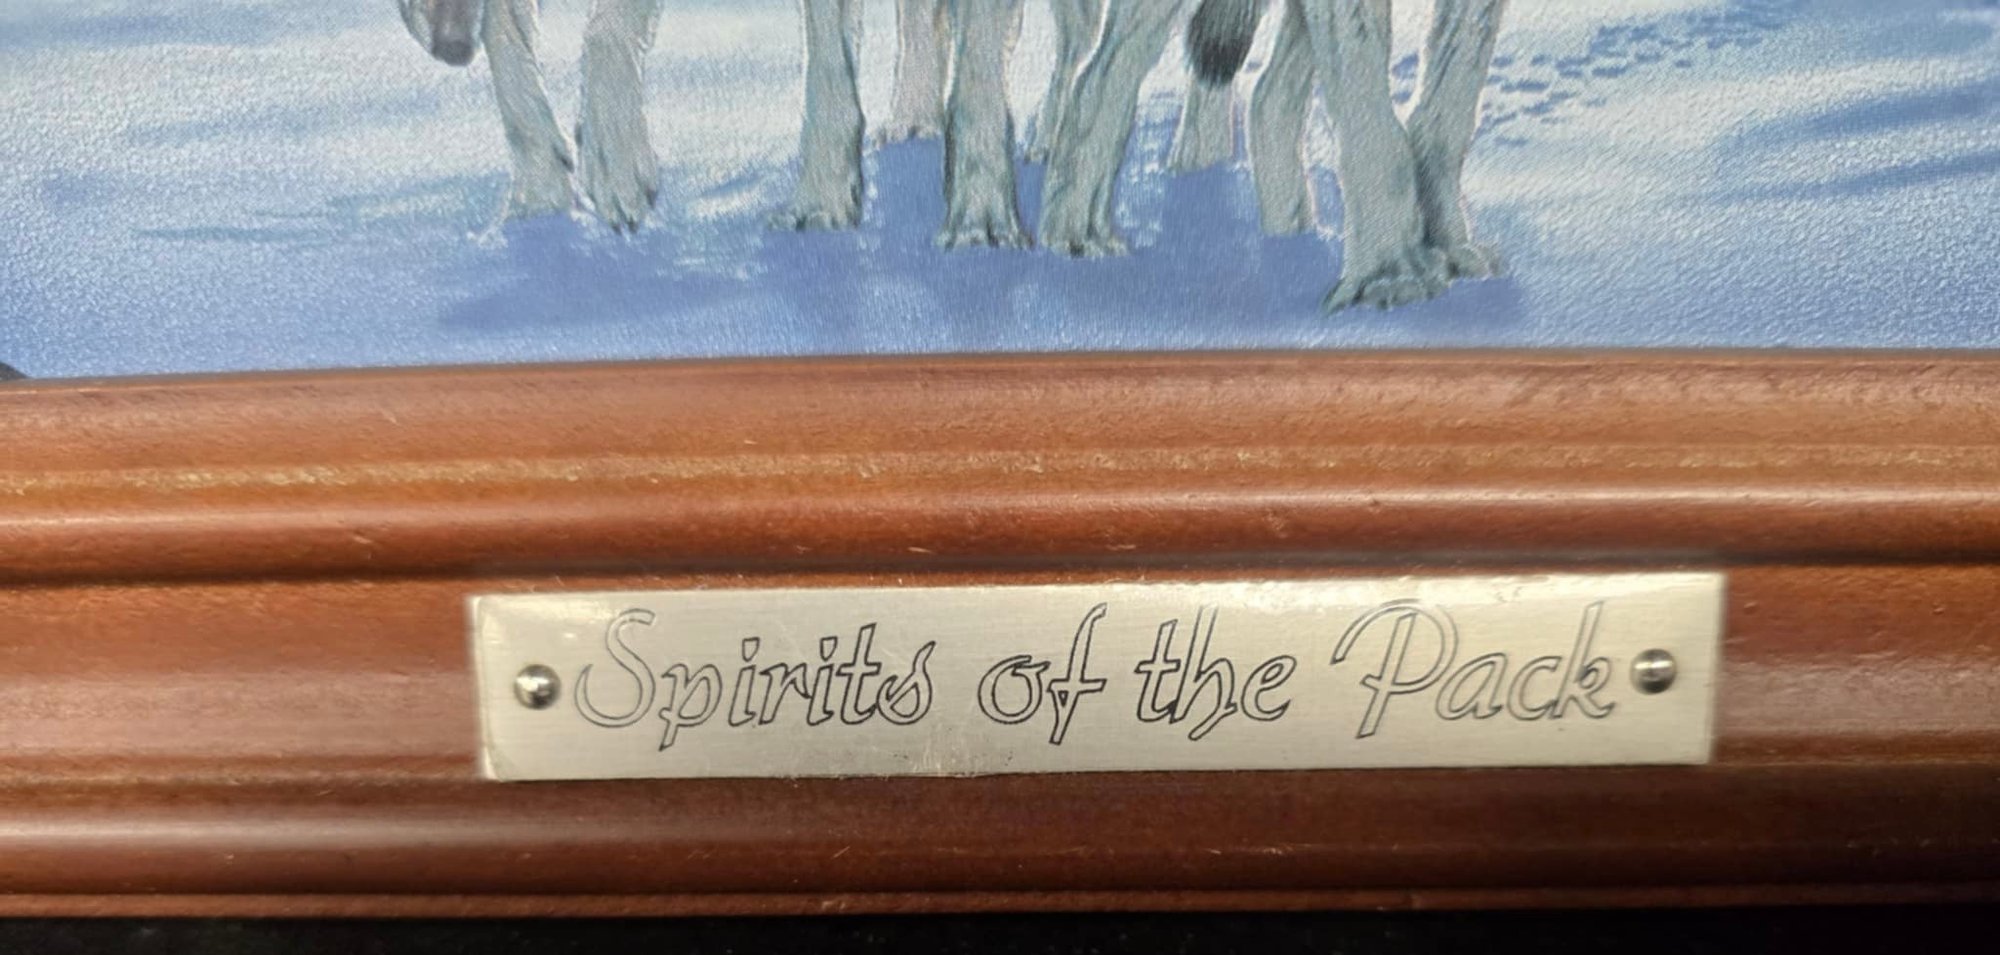 Spirits of the Pack